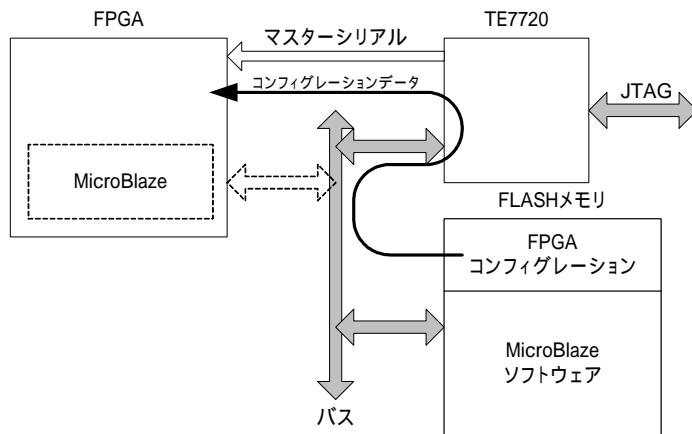 FPGA
TE7720
マスターシリアル
コンフィグレーションデータ
JTAG
MicroBlaze
FLASHメモリ
FPGA
コンフィグレーション
MicroBlaze
ソフトウェア
バス